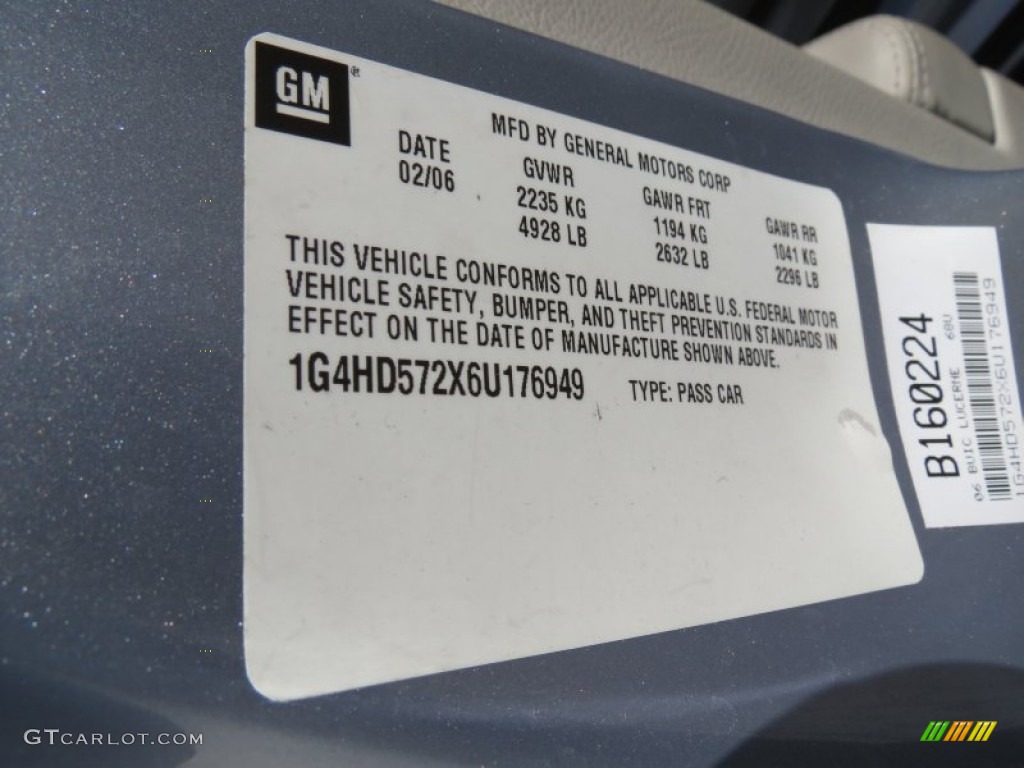 GM®
MFD BY GENERAL MOTORS CORP
DATE GVWR GAWR FRT GAWR RR
02/06 2235 KG 1194 KG 1041 KG
4928 LB 2632 LB 2296 LB
THIS VEHICLE CONFORMS TO ALL APPLICABLE U.S. FEDERAL MOTOR
VEHICLE SAFETY, BUMPER, AND THEFT PREVENTION STANDARDS IN
EFFECT ON THE DATE OF MANUFACTURE SHOWN ABOVE.
1G4HD572X6U176949 TYPE: PASS CAR
B160224
06 BUIC LUCERNE 68U
1G4HD572X6U176949
GTCARLOT.COM